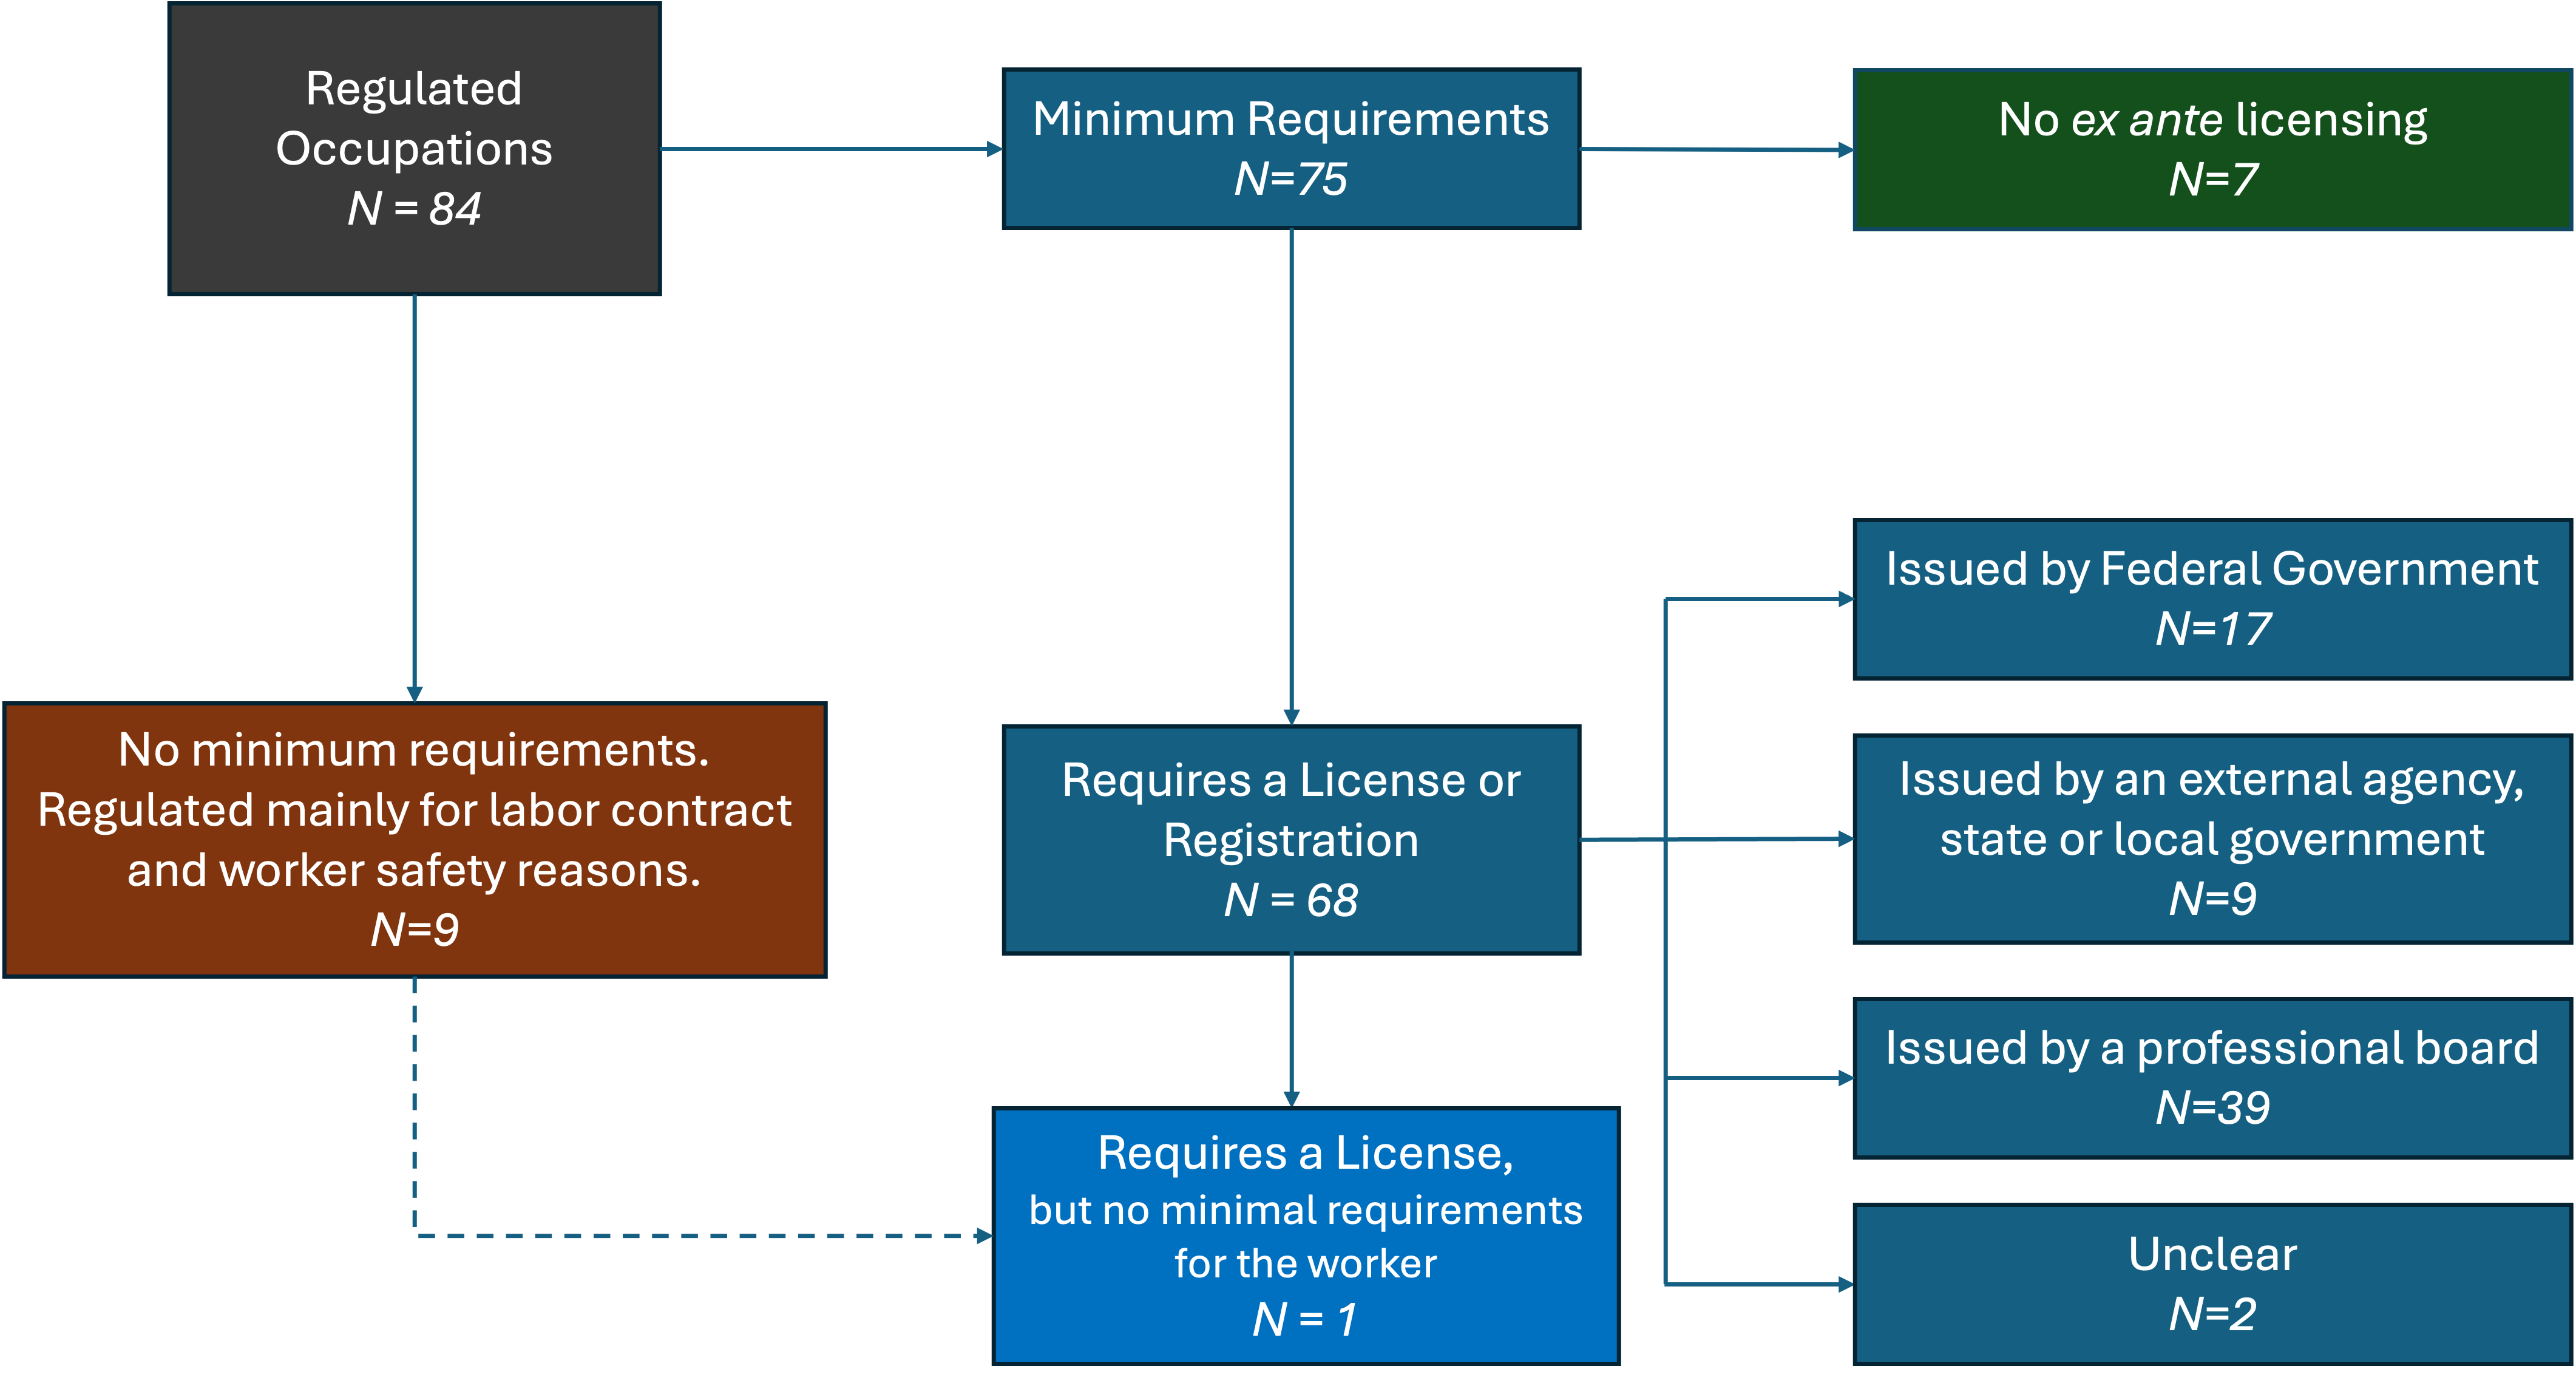 Regulated
Occupations
N = 84
Minimum Requirements
N=75
No ex ante licensing
N=7
No minimum requirements.
Regulated mainly for labor contract
and worker safety reasons.
N=9
Requires a License or
Registration
N = 68
Issued by Federal Government
N=17
Issued by an external agency,
state or local government
N=9
Issued by a professional board
N=39
Unclear
N=2
Requires a License,
but no minimal requirements
for the worker
N = 1